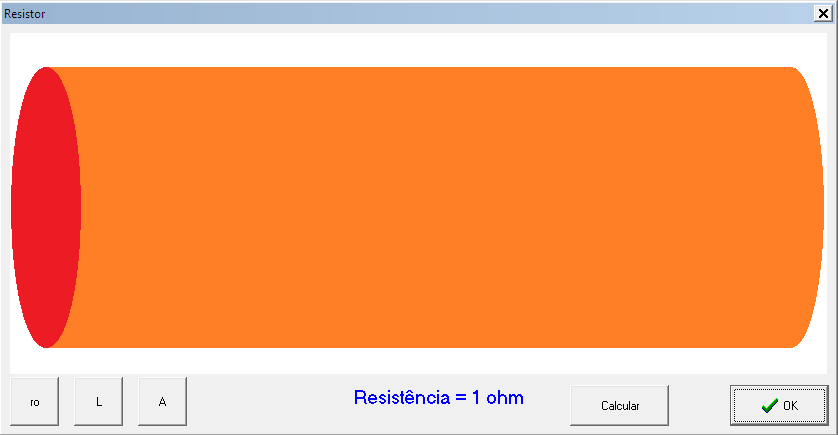 Resistor
ro
L
A
Resistência = 1 ohm
Calcular
OK